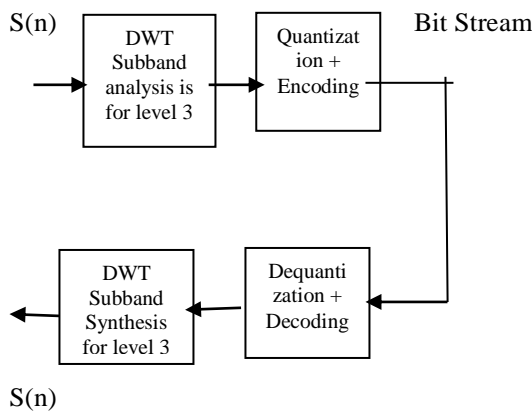 S(n)
DWT
Subband
analysis is
for level 3
Quantizat
ion +
Encoding
Bit Stream
DWT
Subband
Synthesis
for level 3
Dequanti
zation +
Decoding
S(n)